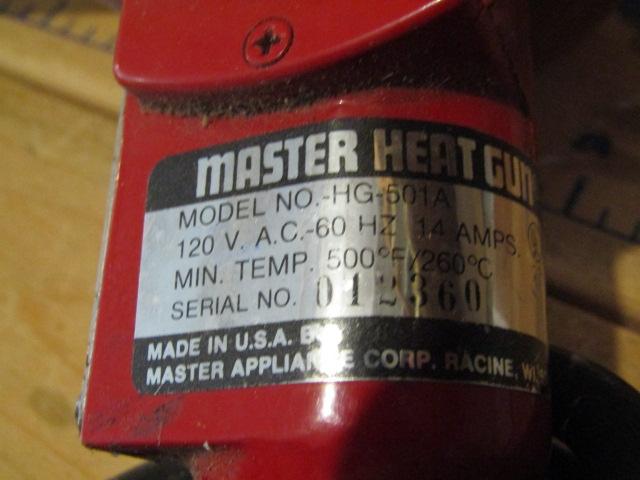 MASTER HEAT GUN
MODEL NO.-HG-501A
120 V. A.C.-60 HZ 14 AMPS.
MIN. TEMP. 500°F/260°C
SERIAL NO. 012360
MADE IN U.S.A. BY
MASTER APPLIANCE CORP. RACINE,